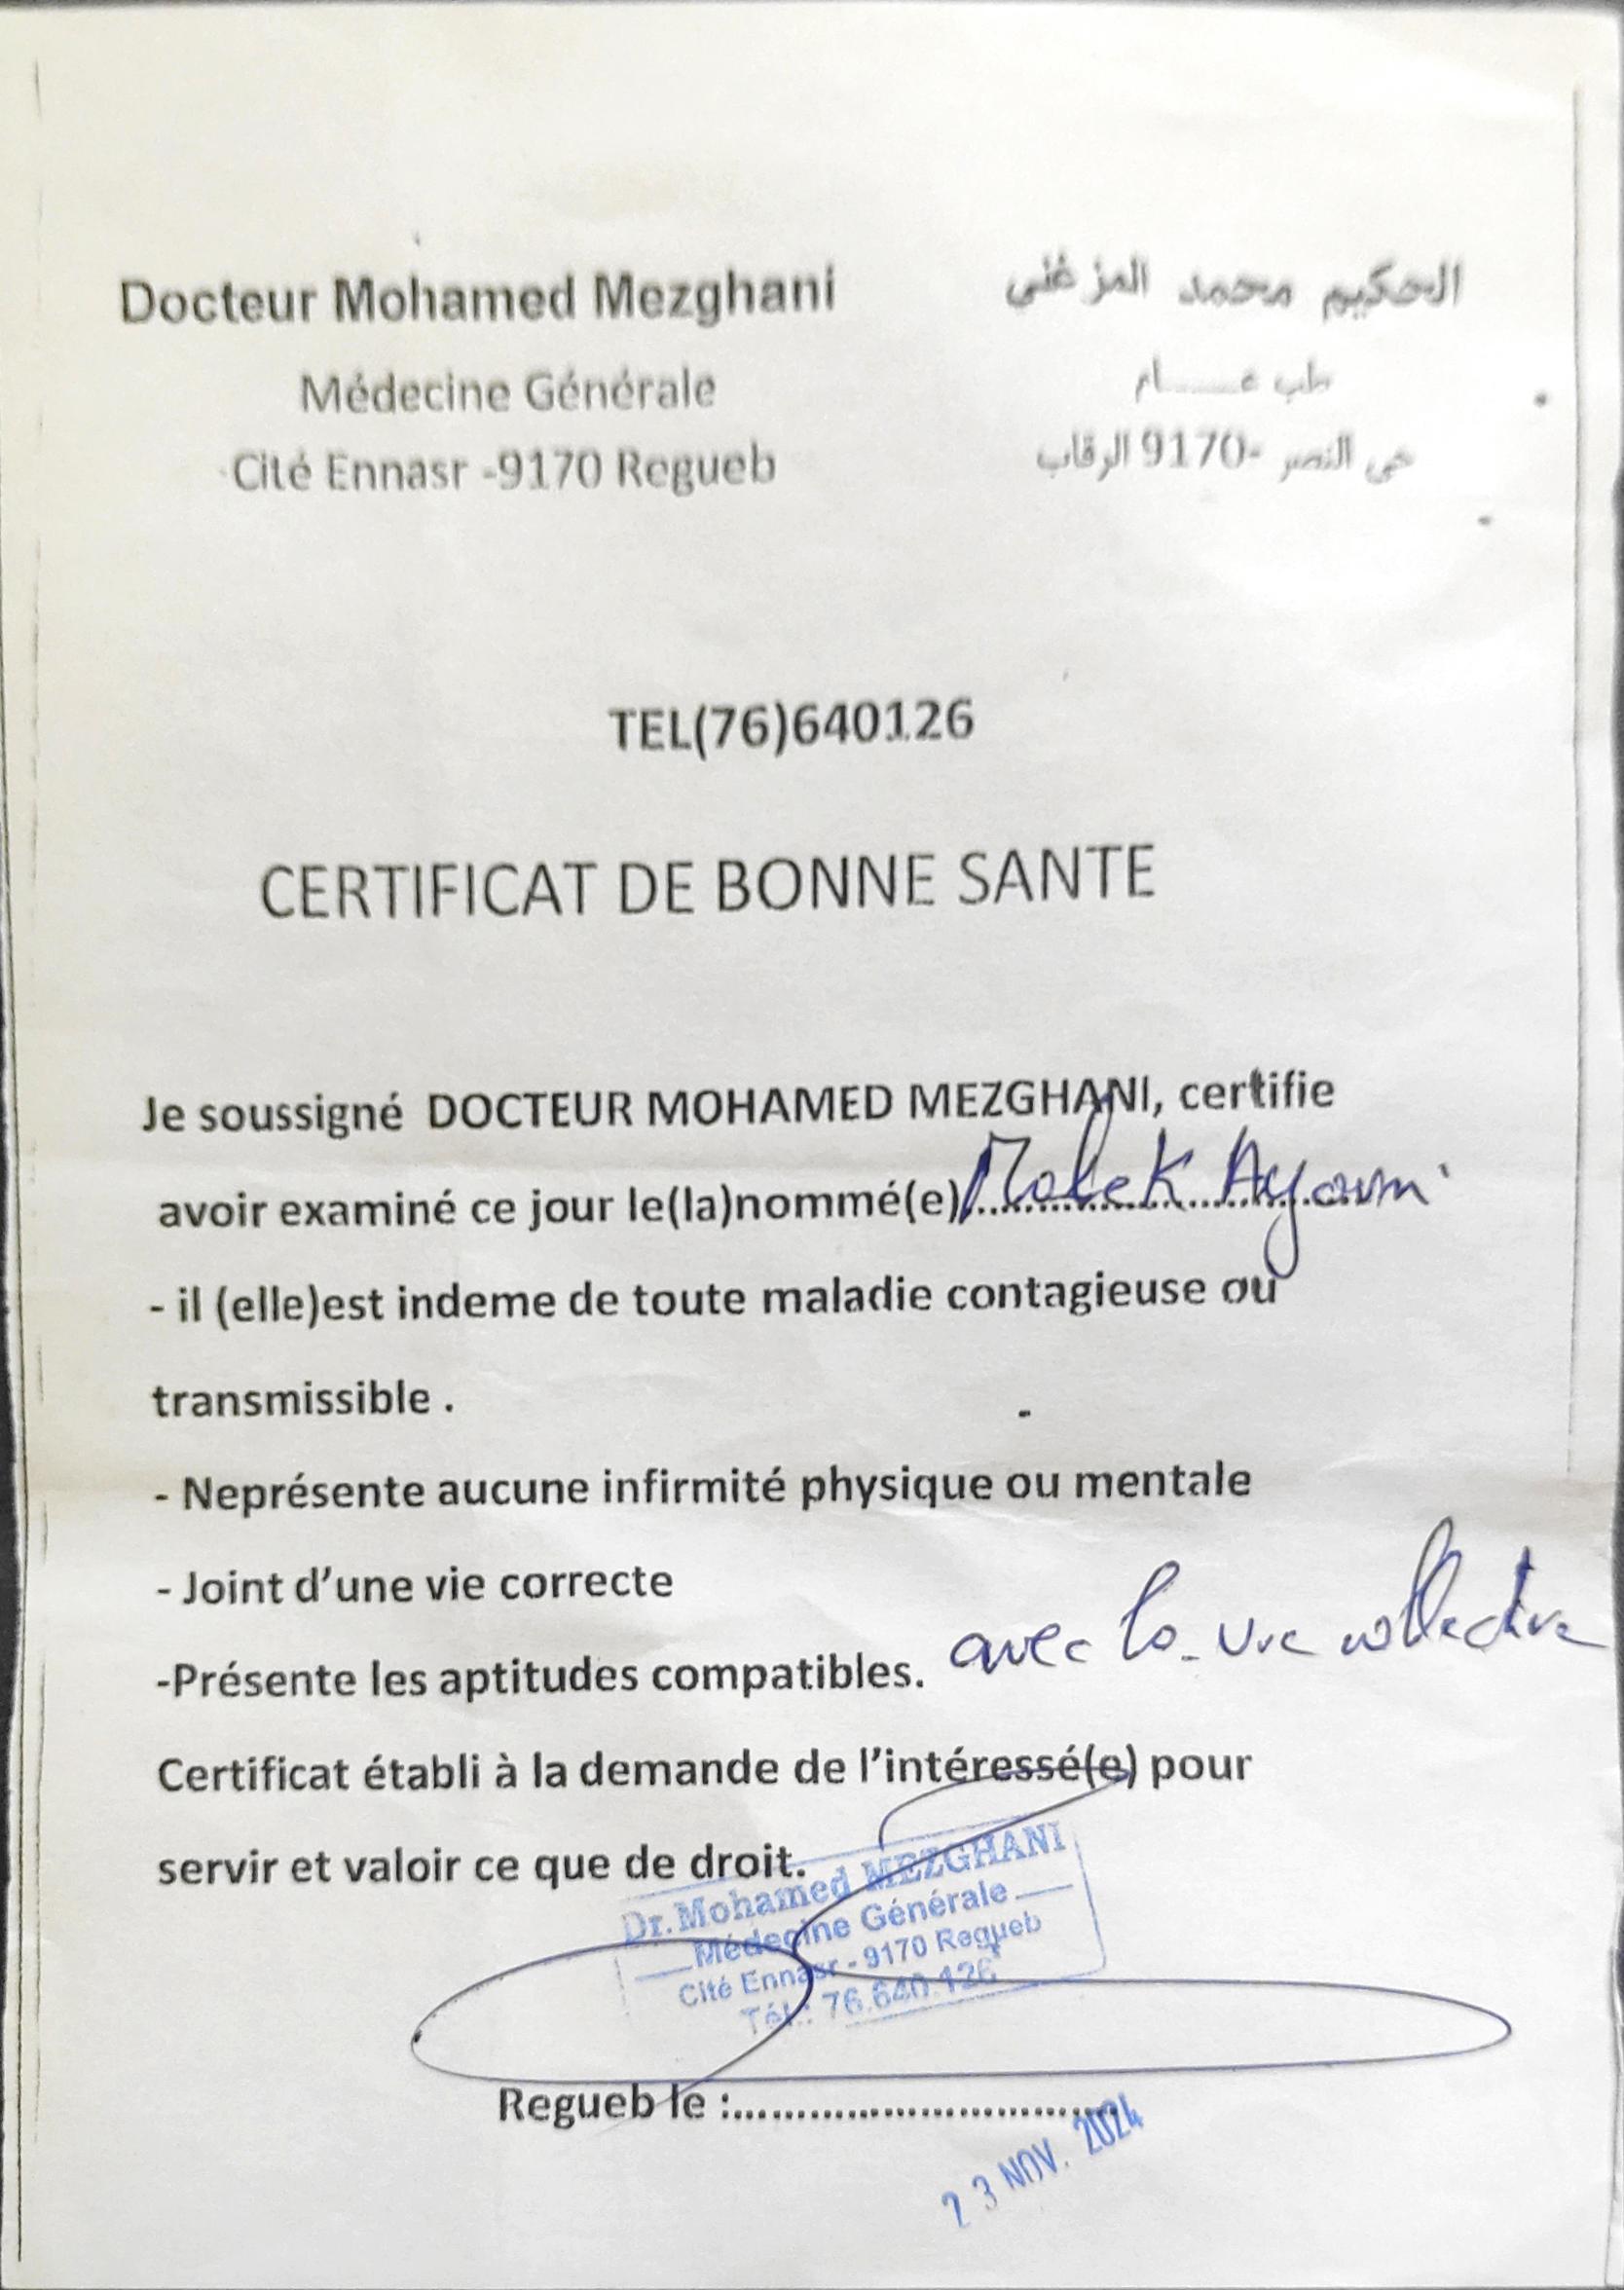 Docteur Mohamed Mezghani
Médecine Générale
Cité Ennasr -9170 Regueb
الحكيم محمد المزغني
طب عـــــام
حي النصر -9170 الرقاب
TEL(76)640126
CERTIFICAT DE BONNE SANTE
Je soussigné DOCTEUR MOHAMED MEZGHANI, certifie
avoir examiné ce jour le(la)nommé(e)................................ Malek Ayouni
- il (elle)est indeme de toute maladie contagieuse ou
transmissible .
- Neprésente aucune infirmité physique ou mentale
- Joint d’une vie correcte
-Présente les aptitudes compatibles. avec la vie collective
Certificat établi à la demande de l’intéressé(e) pour
servir et valoir ce que de droit.
Dr. Mohamed MEZGHANI
Médecine Générale
Cité Ennasr - 9170 Regueb
Tél.: 76.640.126
Regueb le :................................
23 NOV. 2024